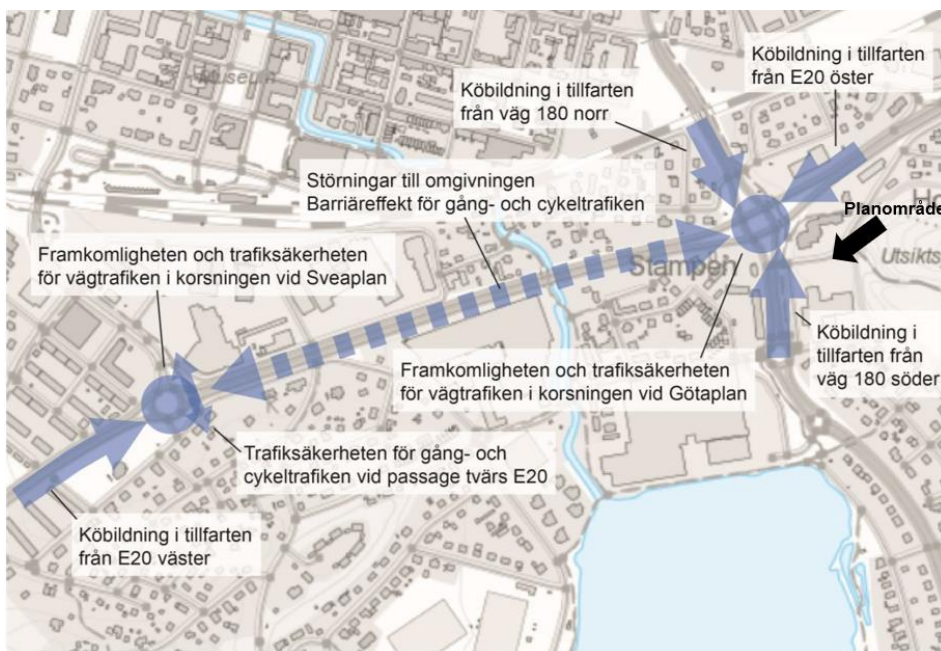 Museum
Köbildning i tillfarten
från E20 öster
Köbildning i tillfarten
från väg 180 norr
Störningar till omgivningen
Barriäreffekt för gång- och cykeltrafiken
Planområde
Framkomligheten och trafiksäkerheten
för vägtrafiken i korsningen vid Sveaplan
Stampen
Utsikts
Köbildning i
tillfarten från
väg 180 söder
Framkomligheten och trafiksäkerheten
för vägtrafiken i korsningen vid Götaplan
Trafiksäkerheten för gång- och
cykeltrafiken vid passage tvärs E20
Köbildning i tillfarten
från E20 väster